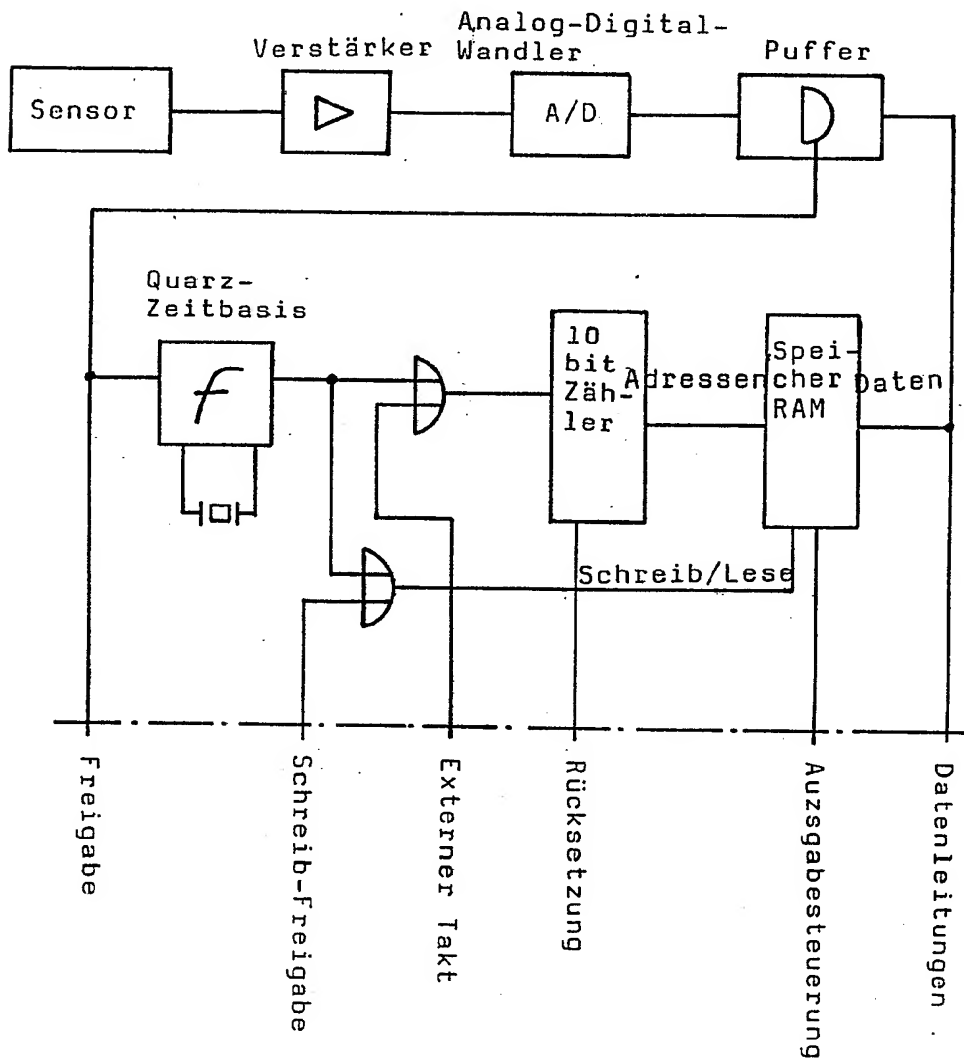 Analog-Digital-
Verstärker Wandler Puffer
Sensor A/D
Quarz-
Zeitbasis
10
bit
Zäh-
ler
Adressen
Spei-
cher
RAM
Daten
Schreib/Lese
Freigabe
Schreib-Freigabe
Externer Takt
Rücksetzung
Auzsgabesteuerung
Datenleitungen